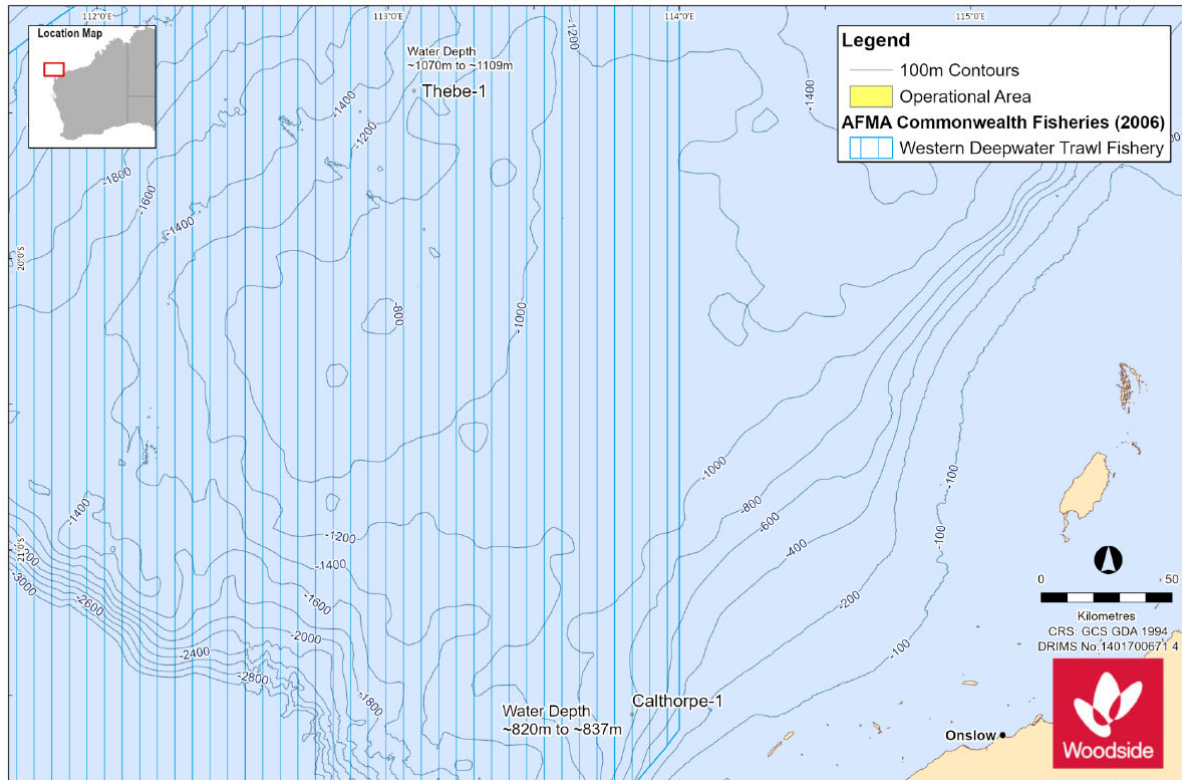 112°0'E
113°0'E
114°0'E
115°0'E
Location Map
Water Depth
~1070m to ~1109m
Thebe-1
Legend
100m Contours
Operational Area
AFMA Commonwealth Fisheries (2006)
Western Deepwater Trawl Fishery
-1200
-1400
-1400
-1200
-1800
-1600
-1400
20°0'S
-800
-1000
-1000
-100
-800
-600
-1400
-1200
21°0'S
-1400
-400
-100
-3000
-2600
-1600
-200
-2000
-2400
-2800
-1800
-100
0
50
Kilometres
CRS: GCS GDA 1994
DRIMS No.1401700671 4
Water Depth
~820m to ~837m
Calthorpe-1
Onslow
Woodside